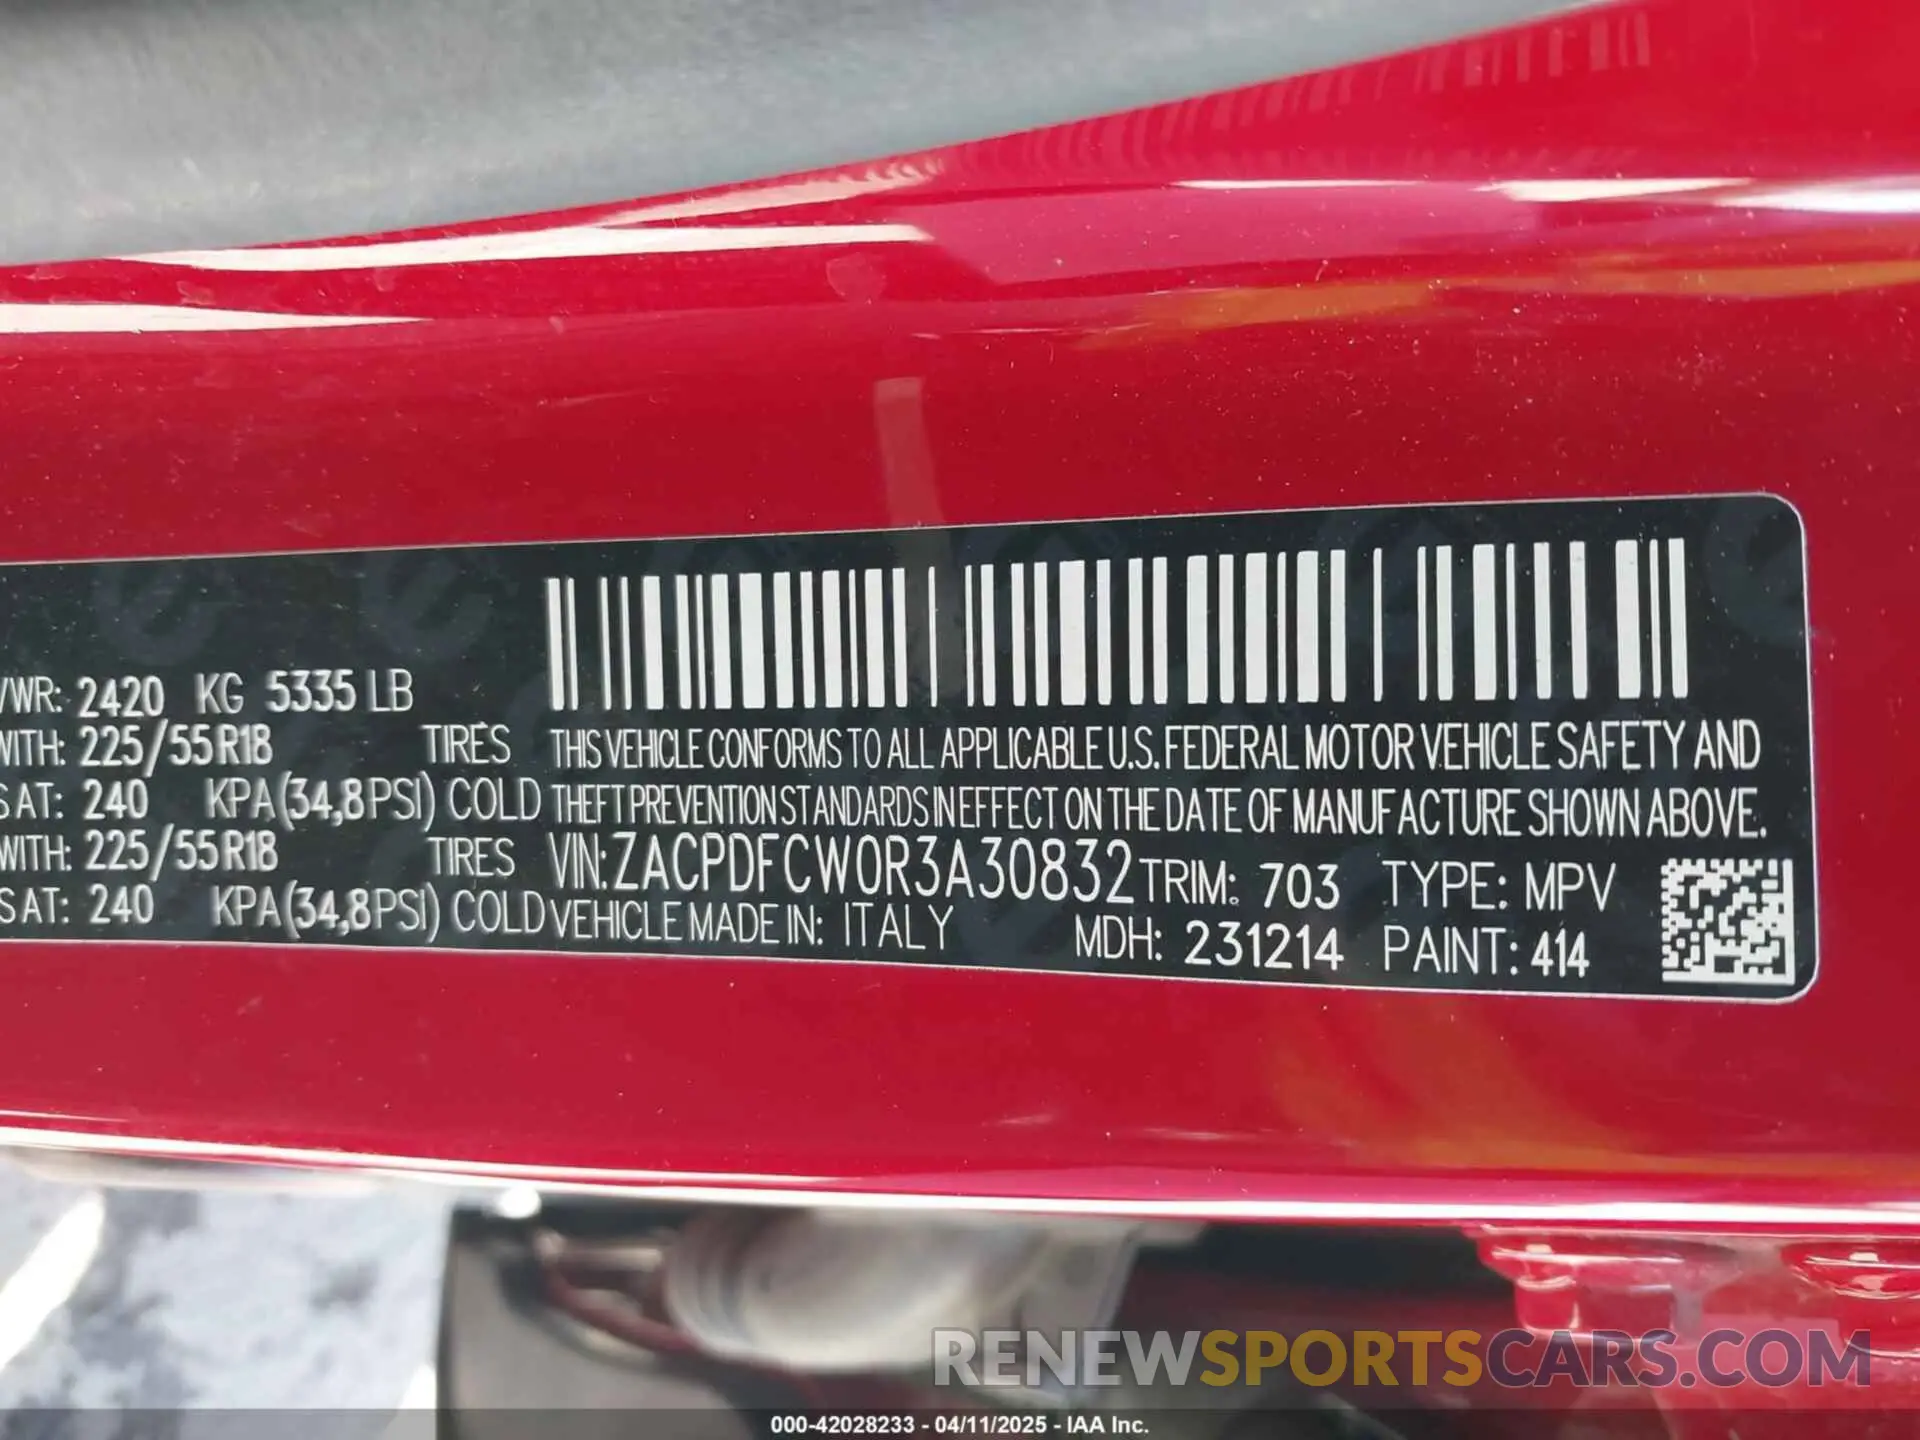 VWR: 2420 KG 5335 LB
WITH: 225/55R18 TIRES
SAT: 240 KPA(34,8PSI) COLD
WITH: 225/55R18 TIRES
SAT: 240 KPA(34,8PSI) COLD
THIS VEHICLE CONFORMS TO ALL APPLICABLE U.S. FEDERAL MOTOR VEHICLE SAFETY AND
THEFT PREVENTION STANDARDS IN EFFECT ON THE DATE OF MANUFACTURE SHOWN ABOVE.
VIN: ZACPDFCW0R3A30832 TRIM: 703 TYPE: MPV
VEHICLE MADE IN: ITALY MDH: 231214 PAINT: 414
RENEWSPORTSCARS.COM
000-42028233 - 04/11/2025 - IAA Inc.